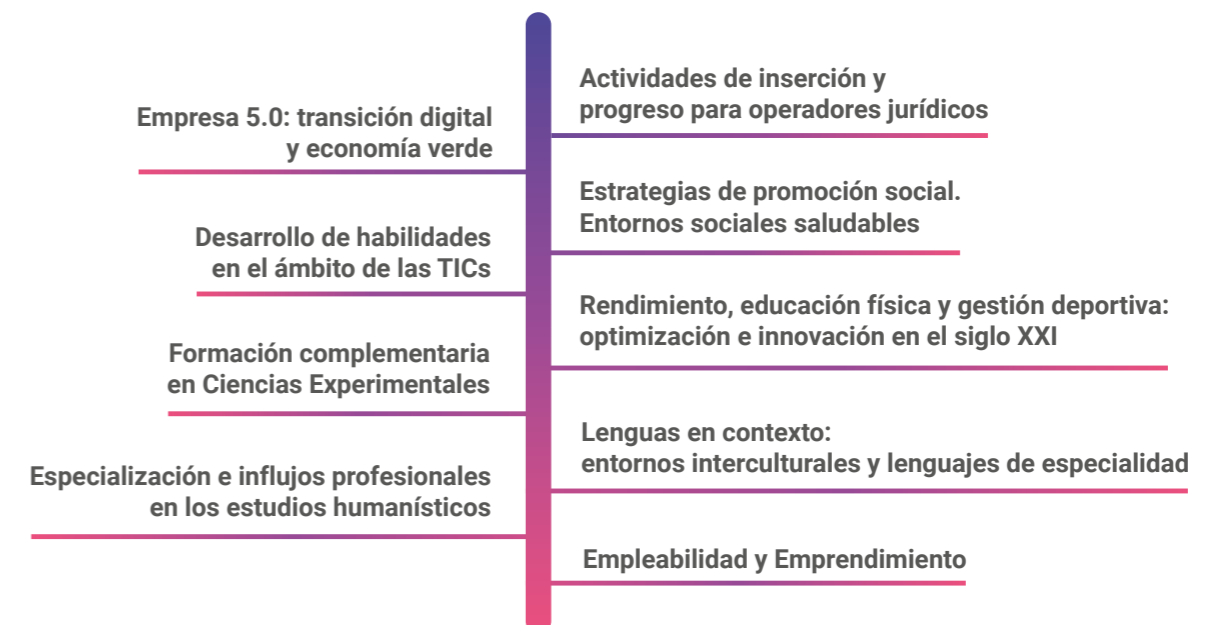 Actividades de inserción y
progreso para operadores jurídicos
Empresa 5.0: transición digital
y economía verde
Estrategias de promoción social.
Entornos sociales saludables
Desarrollo de habilidades
en el ámbito de las TICs
Rendimiento, educación física y gestión deportiva:
optimización e innovación en el siglo XXI
Formación complementaria
en Ciencias Experimentales
Lenguas en contexto:
entornos interculturales y lenguajes de especialidad
Especialización e influjos profesionales
en los estudios humanísticos
Empleabilidad y Emprendimiento